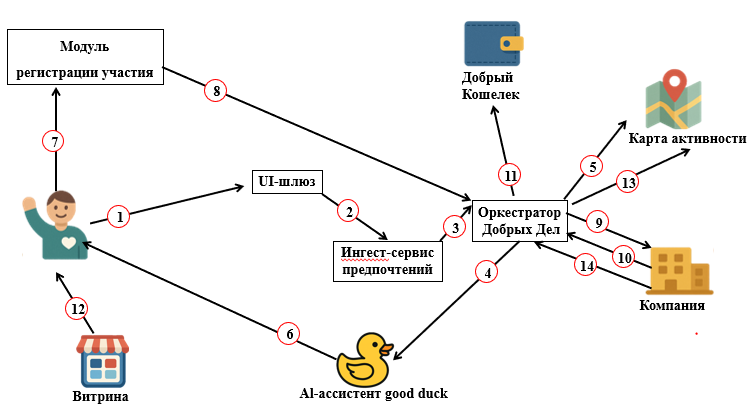 Модуль
регистрации участия
Добрый
Кошелек
8
Карта активности
7
5
13
11
UI-шлюз
1
2
3
Оркестратор
Добрых Дел
9
Ингест-сервис
предпочтений
10
14
4
Компания
12
6
Витрина
AI-ассистент good duck